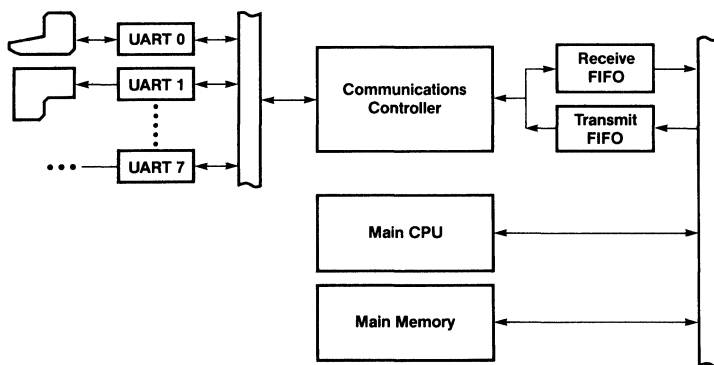 UART 0
UART 1
UART 7
Communications
Controller
Receive
FIFO
Transmit
FIFO
Main CPU
Main Memory